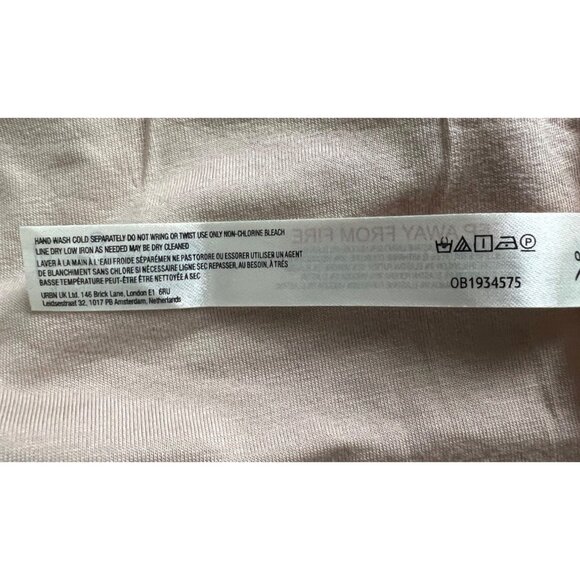 HAND WASH COLD SEPARATELY DO NOT WRING OR TWIST USE ONLY NON-CHLORINE BLEACH
LINE DRY LOW IRON AS NEEDED MAY BE DRY CLEANED
LAVER À LA MAIN À L'EAU FROIDE SÉPARÉMENT NE PAS TORDRE OU ESSORER UTILISER UN AGENT
DE BLANCHIMENT SANS CHLORE SI NÉCESSAIRE LIGNE SEC REPASSER, AU BESOIN, À TRÈS
BASSE TEMPÉRATURE PEUT-ÊTRE ÊTRE NETTOYÉ À SEC
URBN UK Ltd. 146 Brick Lane, London E1 6RU
Leidsestraat 32, 1017 PB Amsterdam, Netherlands
P AWAY FROM FIRE
P
OB1934575